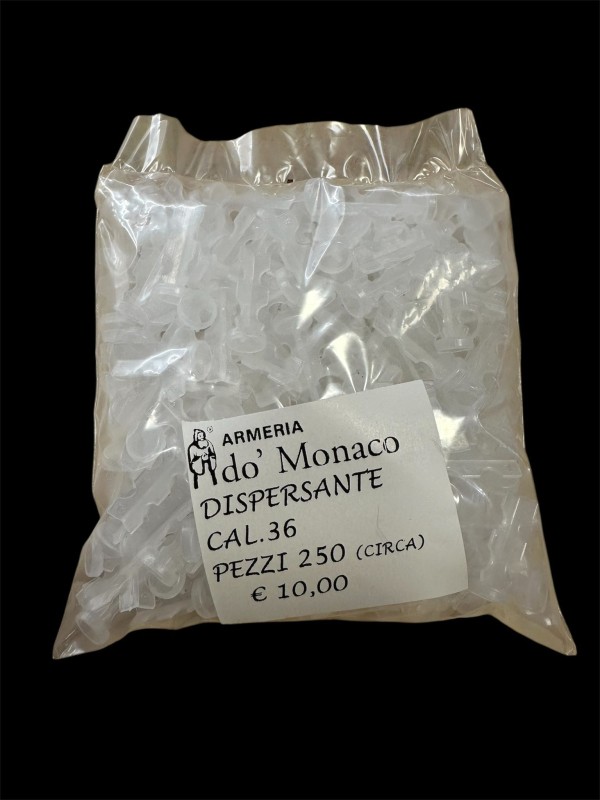 ARMERIA
do' Monaco
DISPERSANTE
CAL.36
PEZZI 250 (CIRCA)
€ 10,00